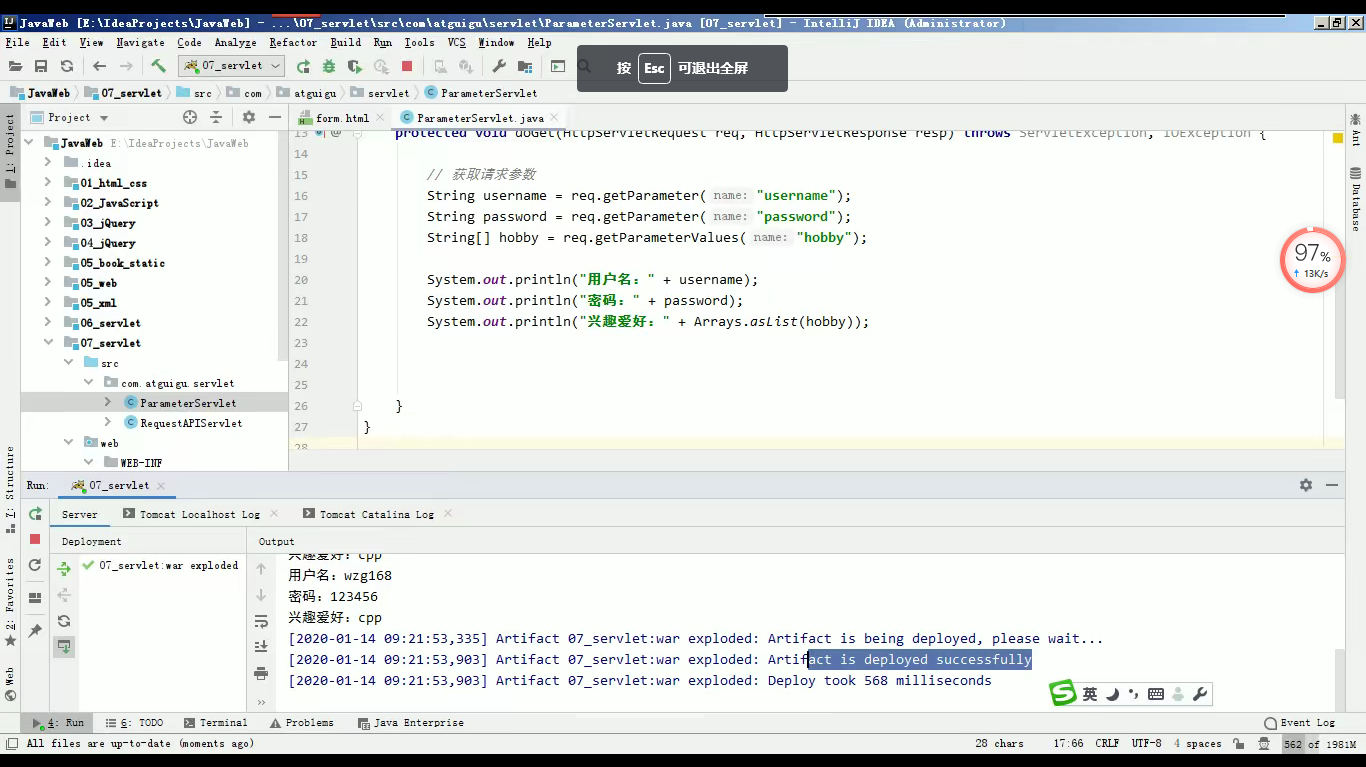 JavaWeb [E:\IdeaProjects\JavaWeb] - ...\07_servlet\src\com\atguigu\servlet\ParameterServlet.java [07_servlet] - IntelliJ IDEA (Administrator)
File Edit View Navigate Code Analyze Refactor Build Run Tools VCS Window Help
07_servlet
按 Esc 可退出全屏
JavaWeb 07_servlet src com atguigu servlet ParameterServlet
Project form.html ParameterServlet.java
1: Project
Ant
Database
JavaWeb E:\IdeaProjects\JavaWeb
.idea
01_html_css
02_JavaScript
03_jQuery
04_jQuery
05_book_static
05_web
05_xml
06_servlet
07_servlet
src
com.atguigu.servlet
ParameterServlet
RequestAPIServlet
web
WEB-INF
13 protected void doGet(HttpServletRequest req, HttpServletResponse resp) throws ServletException, IOException {
14
15 // 获取请求参数
16 String username = req.getParameter( name: "username");
17 String password = req.getParameter( name: "password");
18 String[] hobby = req.getParameterValues( name: "hobby");
19
20 System.out.println("用户名：" + username);
21 System.out.println("密码：" + password);
22 System.out.println("兴趣爱好：" + Arrays.asList(hobby));
23
24
25
26 }
27 }
28
97%
↑ 13K/s
7: Structure
2: Favorites
Web
Run: 07_servlet
Server Tomcat Localhost Log Tomcat Catalina Log
Deployment Output
07_servlet:war exploded
兴趣爱好：cpp
用户名：wzg168
密码：123456
兴趣爱好：cpp
[2020-01-14 09:21:53,335] Artifact 07_servlet:war exploded: Artifact is being deployed, please wait...
[2020-01-14 09:21:53,903] Artifact 07_servlet:war exploded: Artifact is deployed successfully
[2020-01-14 09:21:53,903] Artifact 07_servlet:war exploded: Deploy took 568 milliseconds
S 英
4: Run 6: TODO Terminal Problems Java Enterprise Event Log
All files are up-to-date (moments ago) 28 chars 17:66 CRLF UTF-8 4 spaces 562 of 1981M